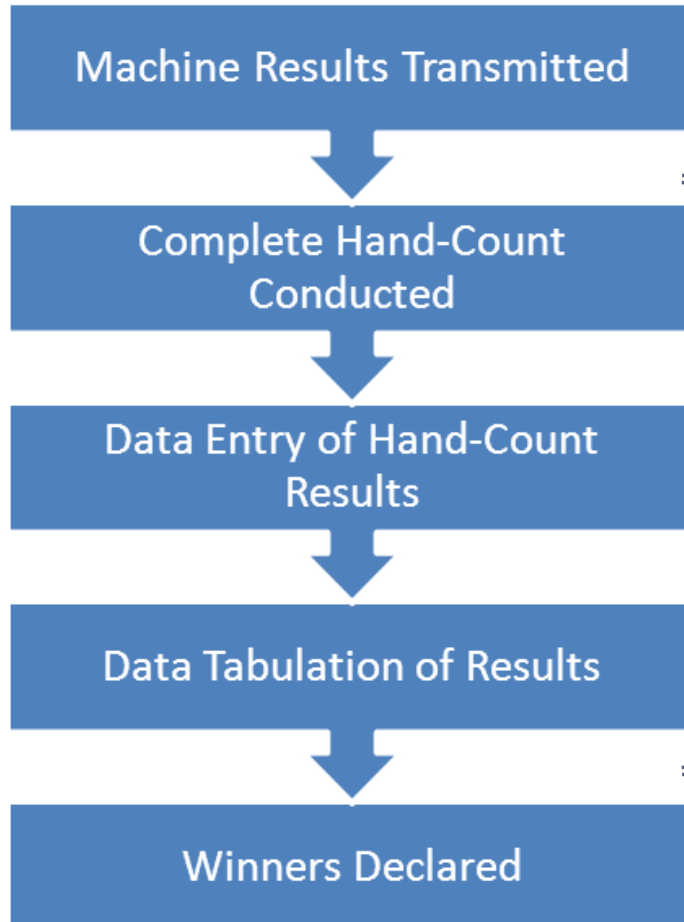 Machine Results Transmitted
Complete Hand-Count
Conducted
Data Entry of Hand-Count
Results
Data Tabulation of Results
Winners Declared